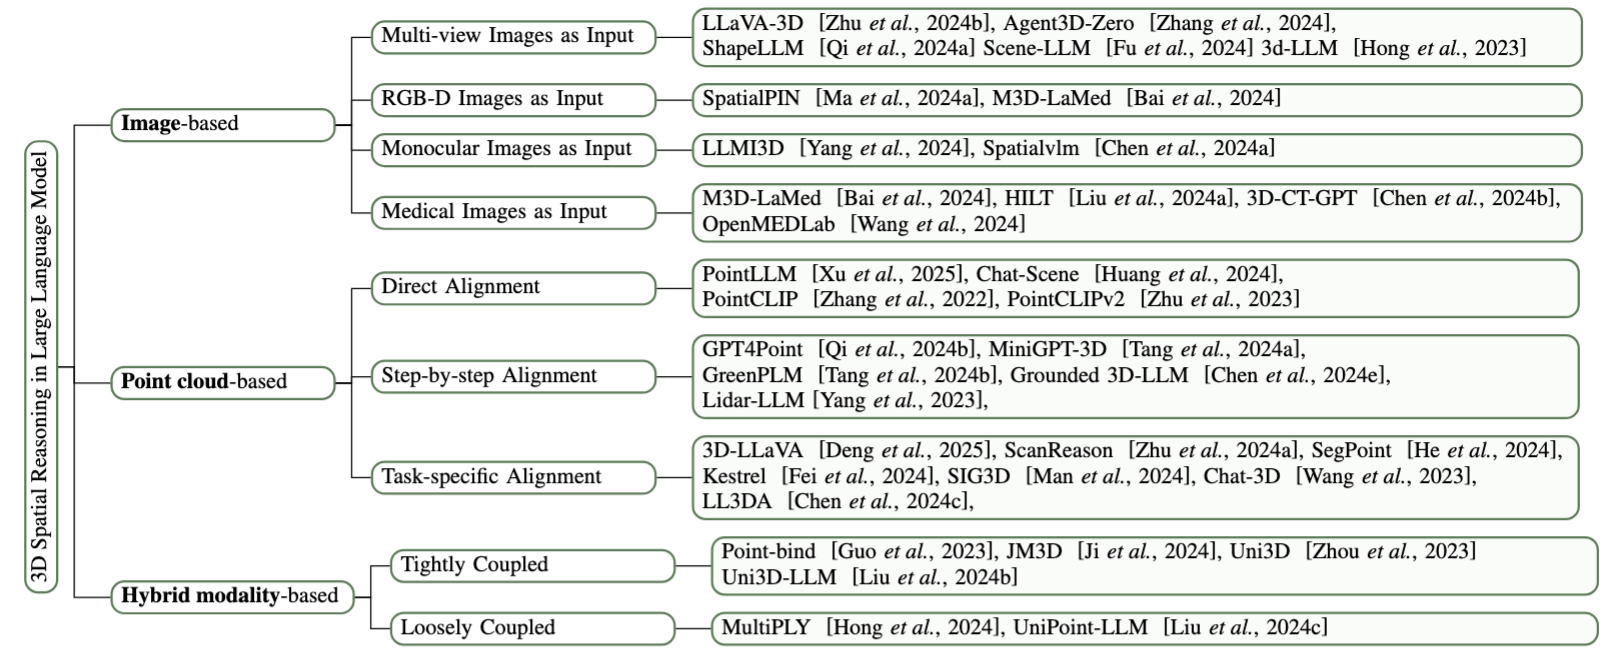 3D Spatial Reasoning in Large Language Model
Image-based
Multi-view Images as Input
LLaVA-3D [Zhu et al., 2024b], Agent3D-Zero [Zhang et al., 2024],
ShapeLLM [Qi et al., 2024a] Scene-LLM [Fu et al., 2024] 3d-LLM [Hong et al., 2023]
RGB-D Images as Input
SpatialPIN [Ma et al., 2024a], M3D-LaMed [Bai et al., 2024]
Monocular Images as Input
LLMI3D [Yang et al., 2024], Spatialvlm [Chen et al., 2024a]
Medical Images as Input
M3D-LaMed [Bai et al., 2024], HILT [Liu et al., 2024a], 3D-CT-GPT [Chen et al., 2024b],
OpenMEDLab [Wang et al., 2024]
Point cloud-based
Direct Alignment
PointLLM [Xu et al., 2025], Chat-Scene [Huang et al., 2024],
PointCLIP [Zhang et al., 2022], PointCLIPv2 [Zhu et al., 2023]
Step-by-step Alignment
GPT4Point [Qi et al., 2024b], MiniGPT-3D [Tang et al., 2024a],
GreenPLM [Tang et al., 2024b], Grounded 3D-LLM [Chen et al., 2024e],
Lidar-LLM [Yang et al., 2023],
Task-specific Alignment
3D-LLaVA [Deng et al., 2025], ScanReason [Zhu et al., 2024a], SegPoint [He et al., 2024],
Kestrel [Fei et al., 2024], SIG3D [Man et al., 2024], Chat-3D [Wang et al., 2023],
LL3DA [Chen et al., 2024c],
Hybrid modality-based
Tightly Coupled
Point-bind [Guo et al., 2023], JM3D [Ji et al., 2024], Uni3D [Zhou et al., 2023]
Uni3D-LLM [Liu et al., 2024b]
Loosely Coupled
MultiPLY [Hong et al., 2024], UniPoint-LLM [Liu et al., 2024c]